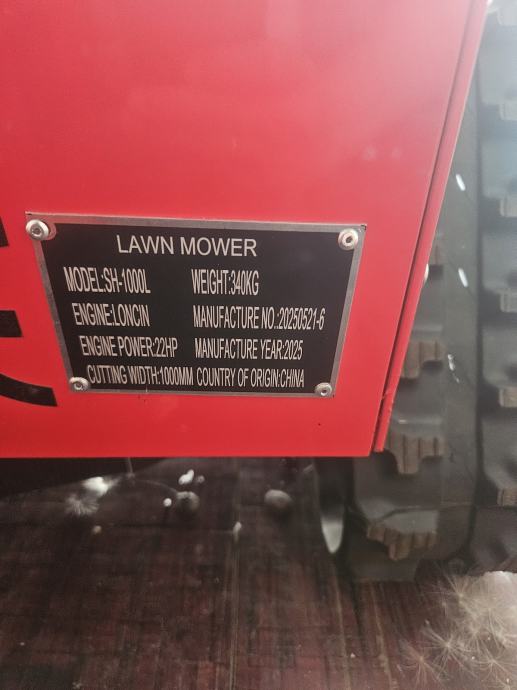 LAWN MOWER
MODEL:SH-1000L WEIGHT:340KG
ENGINE:LONCIN MANUFACTURE NO.:20250521-6
ENGINE POWER:22HP MANUFACTURE YEAR:2025
CUTTING WIDTH:1000MM COUNTRY OF ORIGIN:CHINA